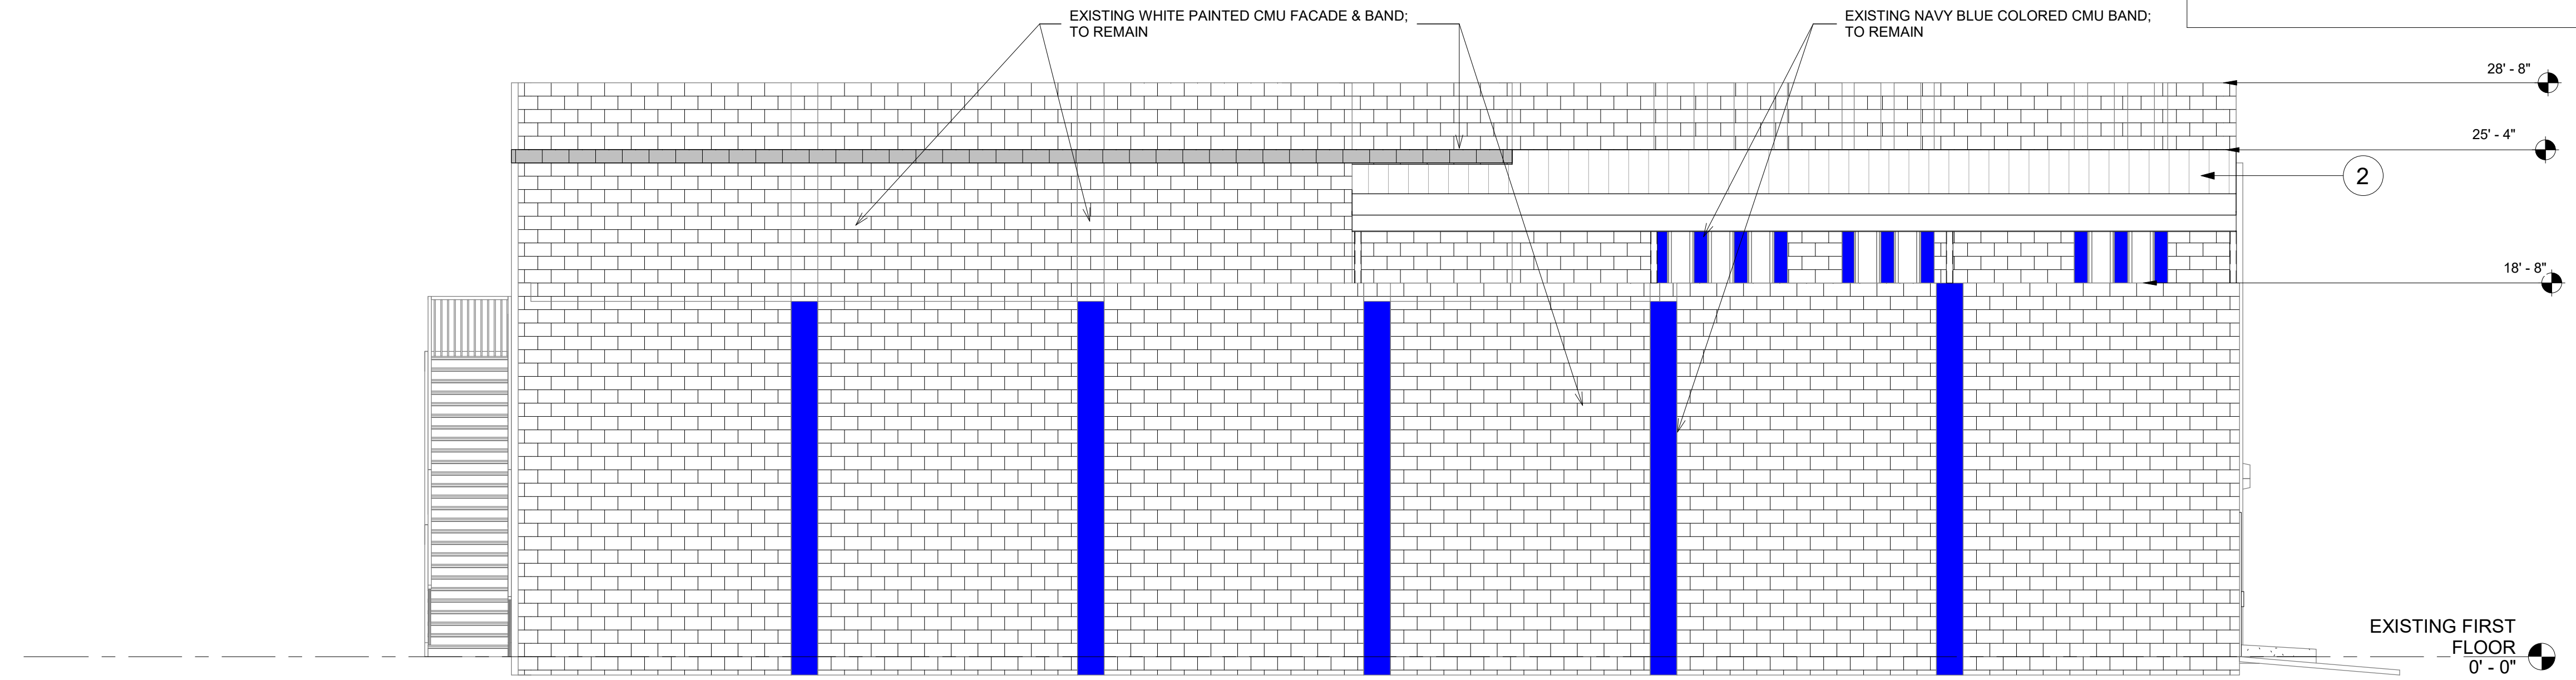 EXISTING WHITE PAINTED CMU FACADE & BAND;
TO REMAIN
EXISTING NAVY BLUE COLORED CMU BAND;
TO REMAIN
28' - 8"
25' - 4"
2
18' - 8"
EXISTING FIRST
FLOOR
0' - 0"